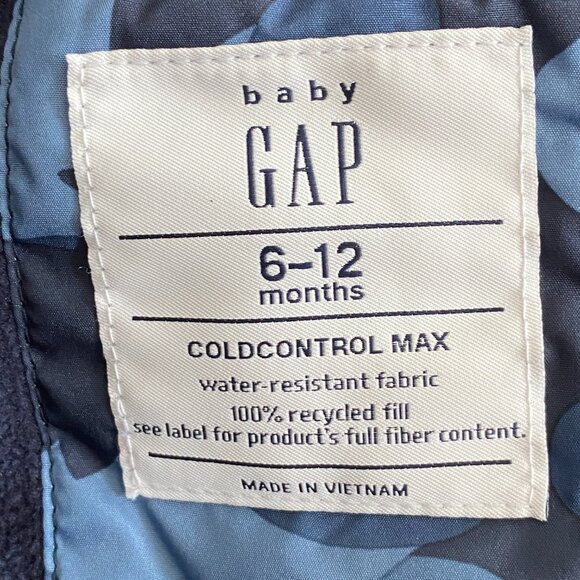 baby
GAP
6–12
months
COLDCONTROL MAX
water-resistant fabric
100% recycled fill
see label for product's full fiber content.
MADE IN VIETNAM